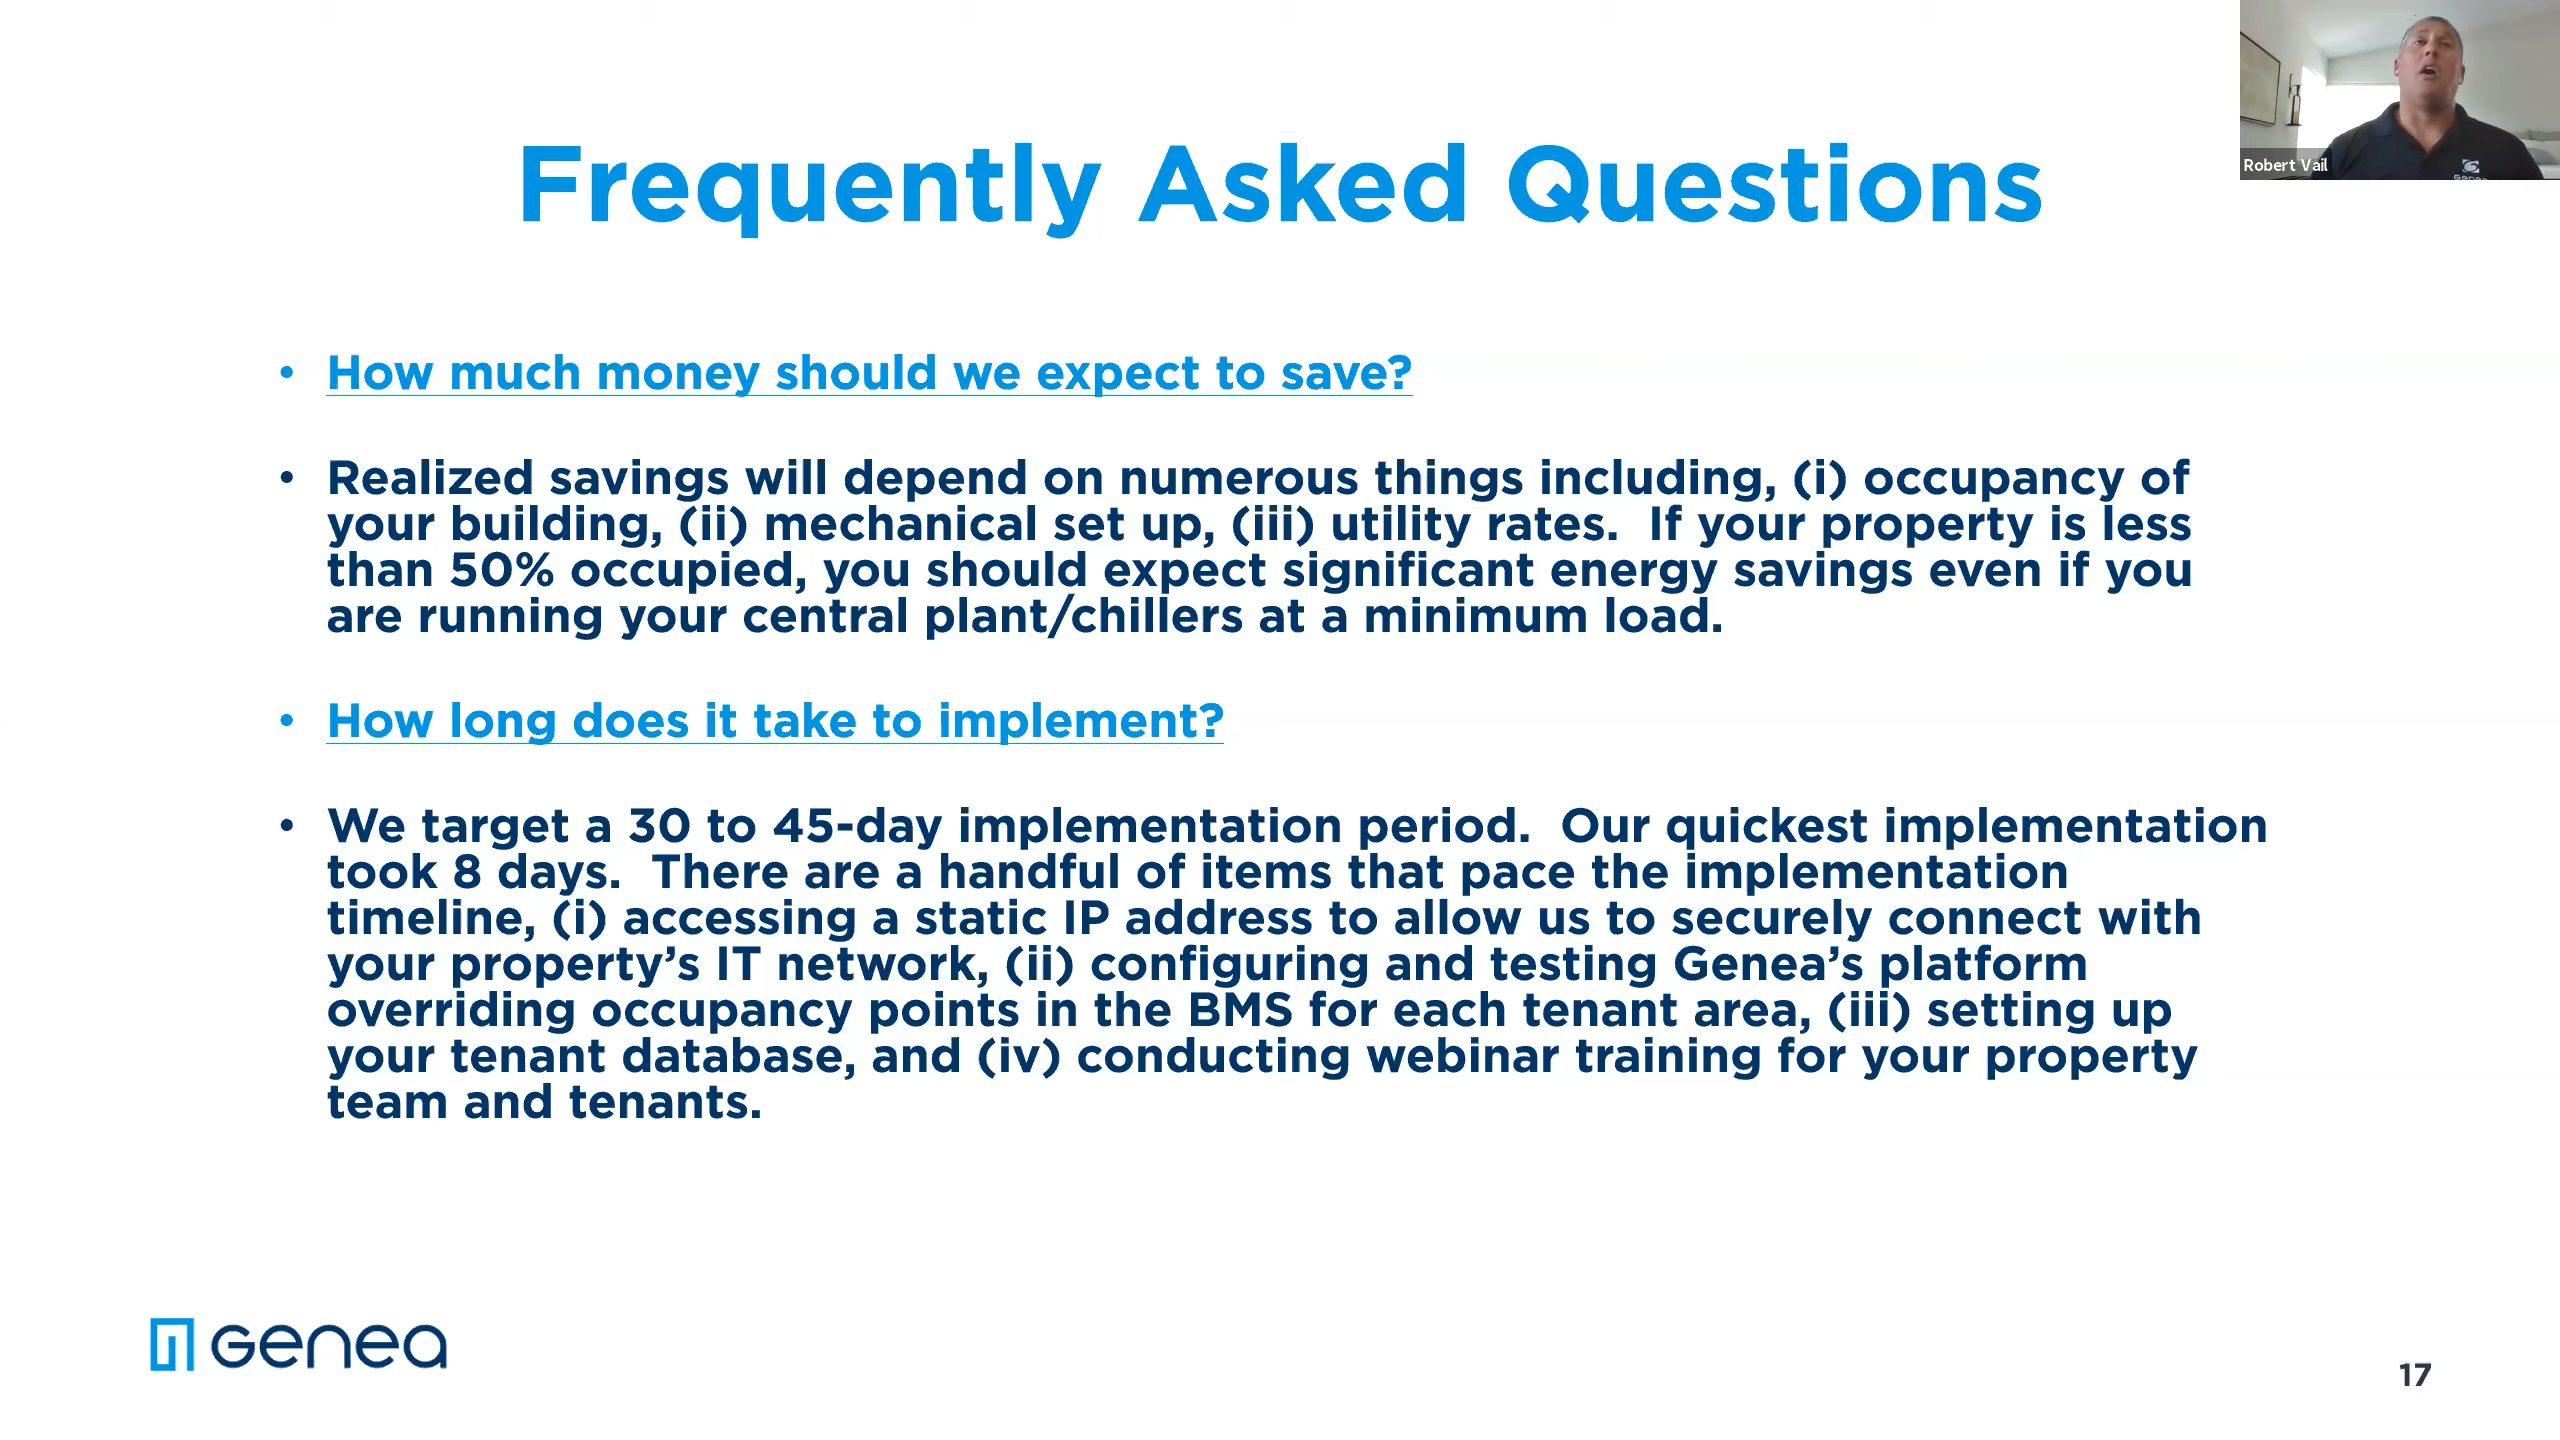 Robert Vail
Genea
Frequently Asked Questions
• How much money should we expect to save?
• Realized savings will depend on numerous things including, (i) occupancy of
your building, (ii) mechanical set up, (iii) utility rates.  If your property is less
than 50% occupied, you should expect significant energy savings even if you
are running your central plant/chillers at a minimum load.
• How long does it take to implement?
• We target a 30 to 45-day implementation period.  Our quickest implementation
took 8 days.  There are a handful of items that pace the implementation
timeline, (i) accessing a static IP address to allow us to securely connect with
your property’s IT network, (ii) configuring and testing Genea’s platform
overriding occupancy points in the BMS for each tenant area, (iii) setting up
your tenant database, and (iv) conducting webinar training for your property
team and tenants.
Genea
17